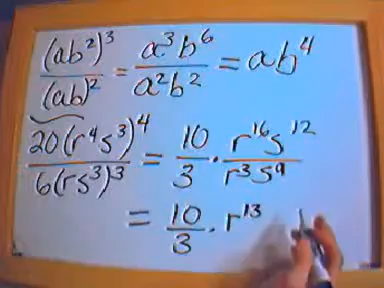 (ab²)³ / (ab)² = a³b⁶ / a²b² = ab⁴
20(r⁴s³)⁴ / 6(rs³)³ = 10/3 · r¹⁶s¹² / r³s⁹
= 10/3 · r¹³